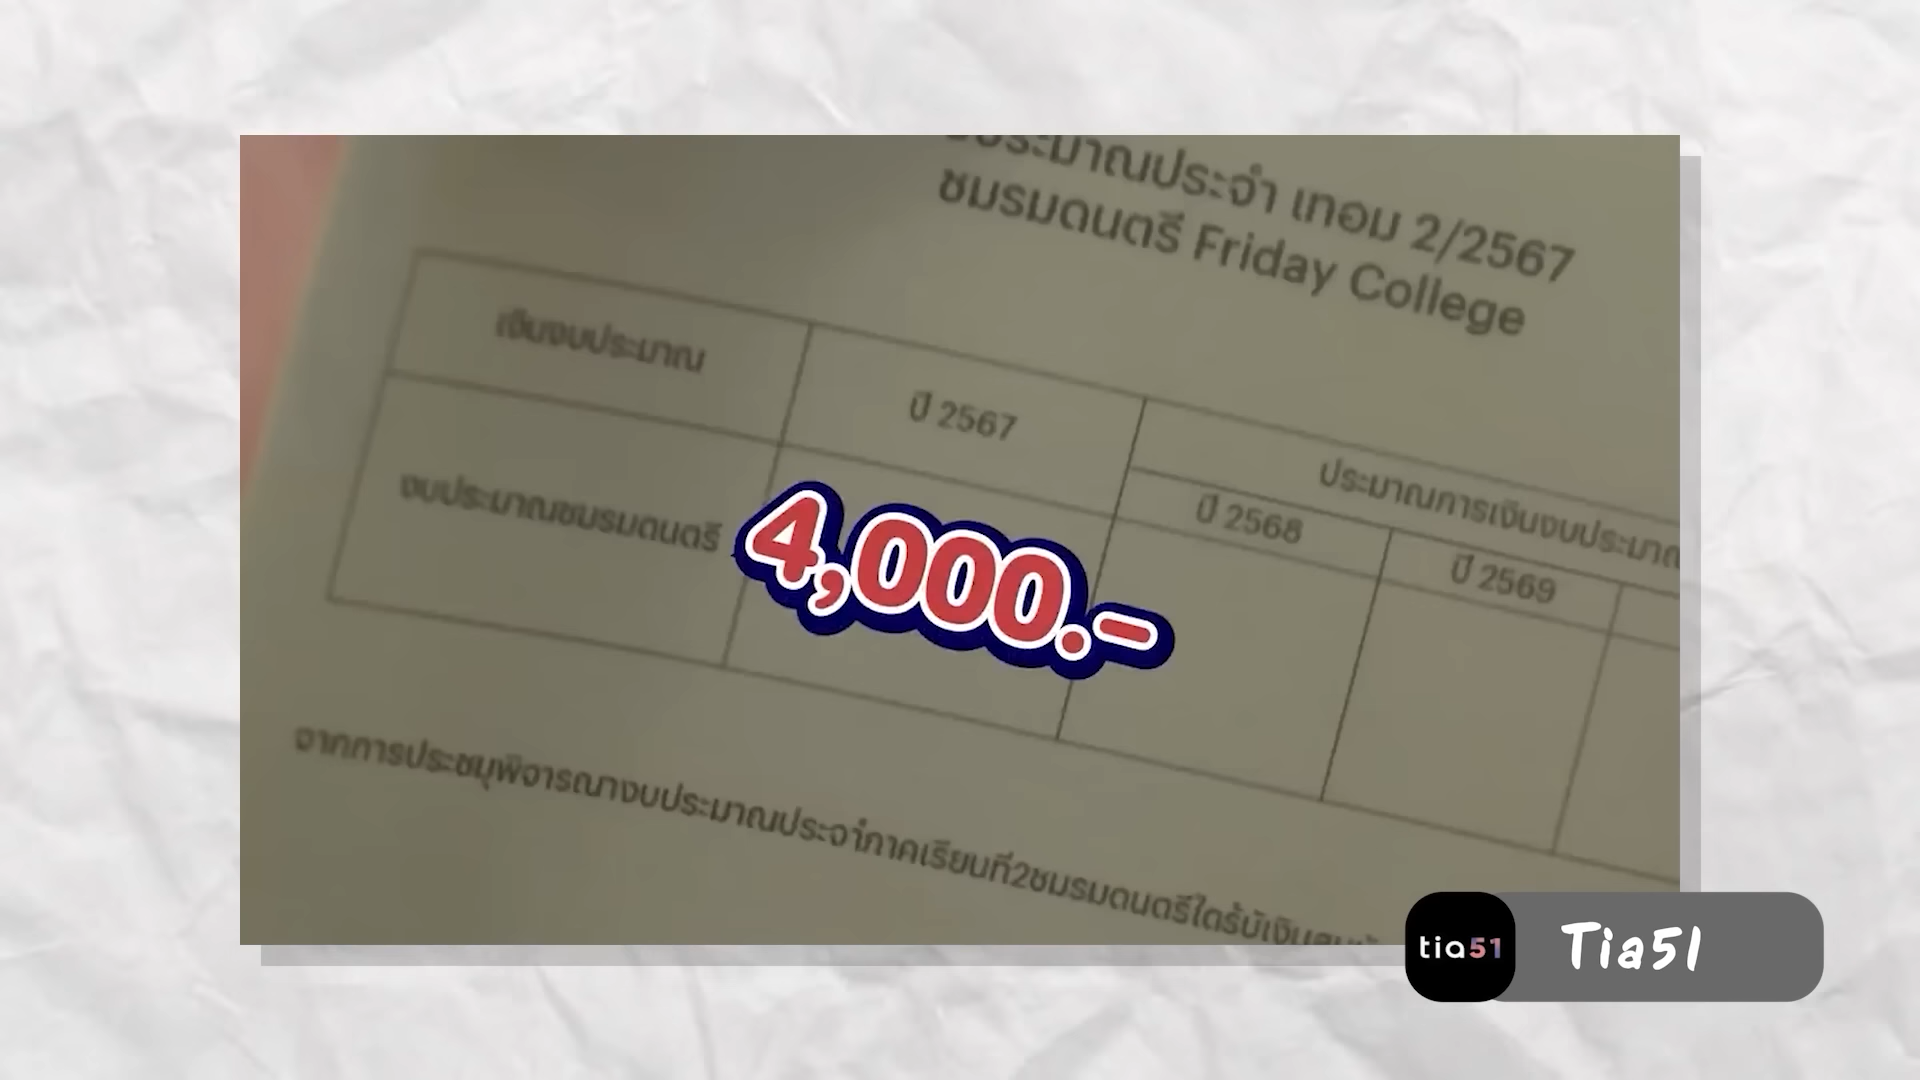 ประมาณประจำ เทอม 2/2567
ชมรมดนตรี Friday College
เงินงบประมาณ
ปี 2567
ประมาณการเงินงบประมาณ
ปี 2568
ปี 2569
งบประมาณชมรมดนตรี
4,000.-
จากการประชมุพิจารณางบประมาณประจำ่ภาคเรียนที่2ชมรมดนตรีได้รับัเงิน
tia51
Tia51